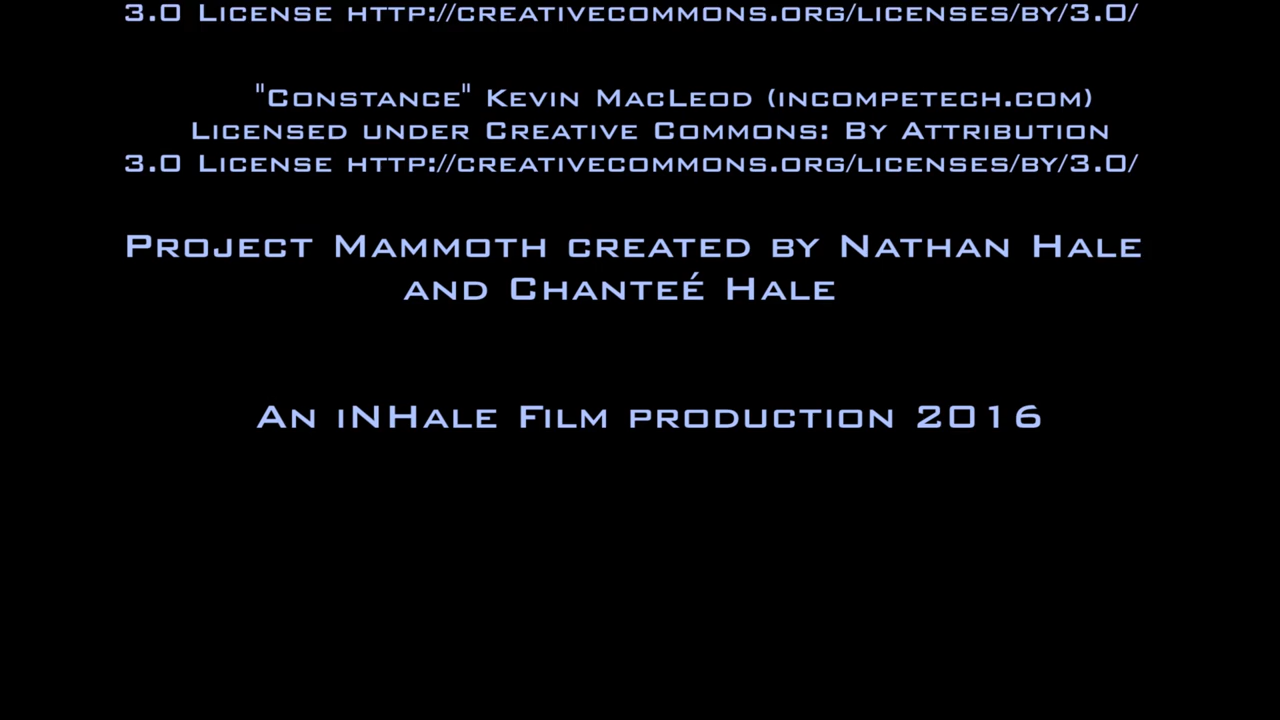 3.0 License http://creativecommons.org/licenses/by/3.0/
"Constance" Kevin MacLeod (incompetech.com)
Licensed under Creative Commons: By Attribution
3.0 License http://creativecommons.org/licenses/by/3.0/
Project Mammoth created by Nathan Hale
and Chanteé Hale
An iNHale Film production 2016